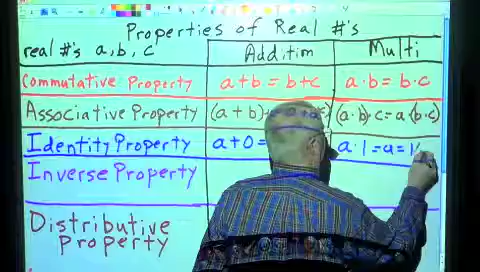 Properties of Real #'s
real #'s a, b, c
Addition
Multi
Commutative Property
a+b = b+c
a·b = b·c
Associative Property
(a+b)
(a·b)·c = a·(b·c)
Identity Property
a+0=
a·1=a=1
Inverse Property
Distributive
Property